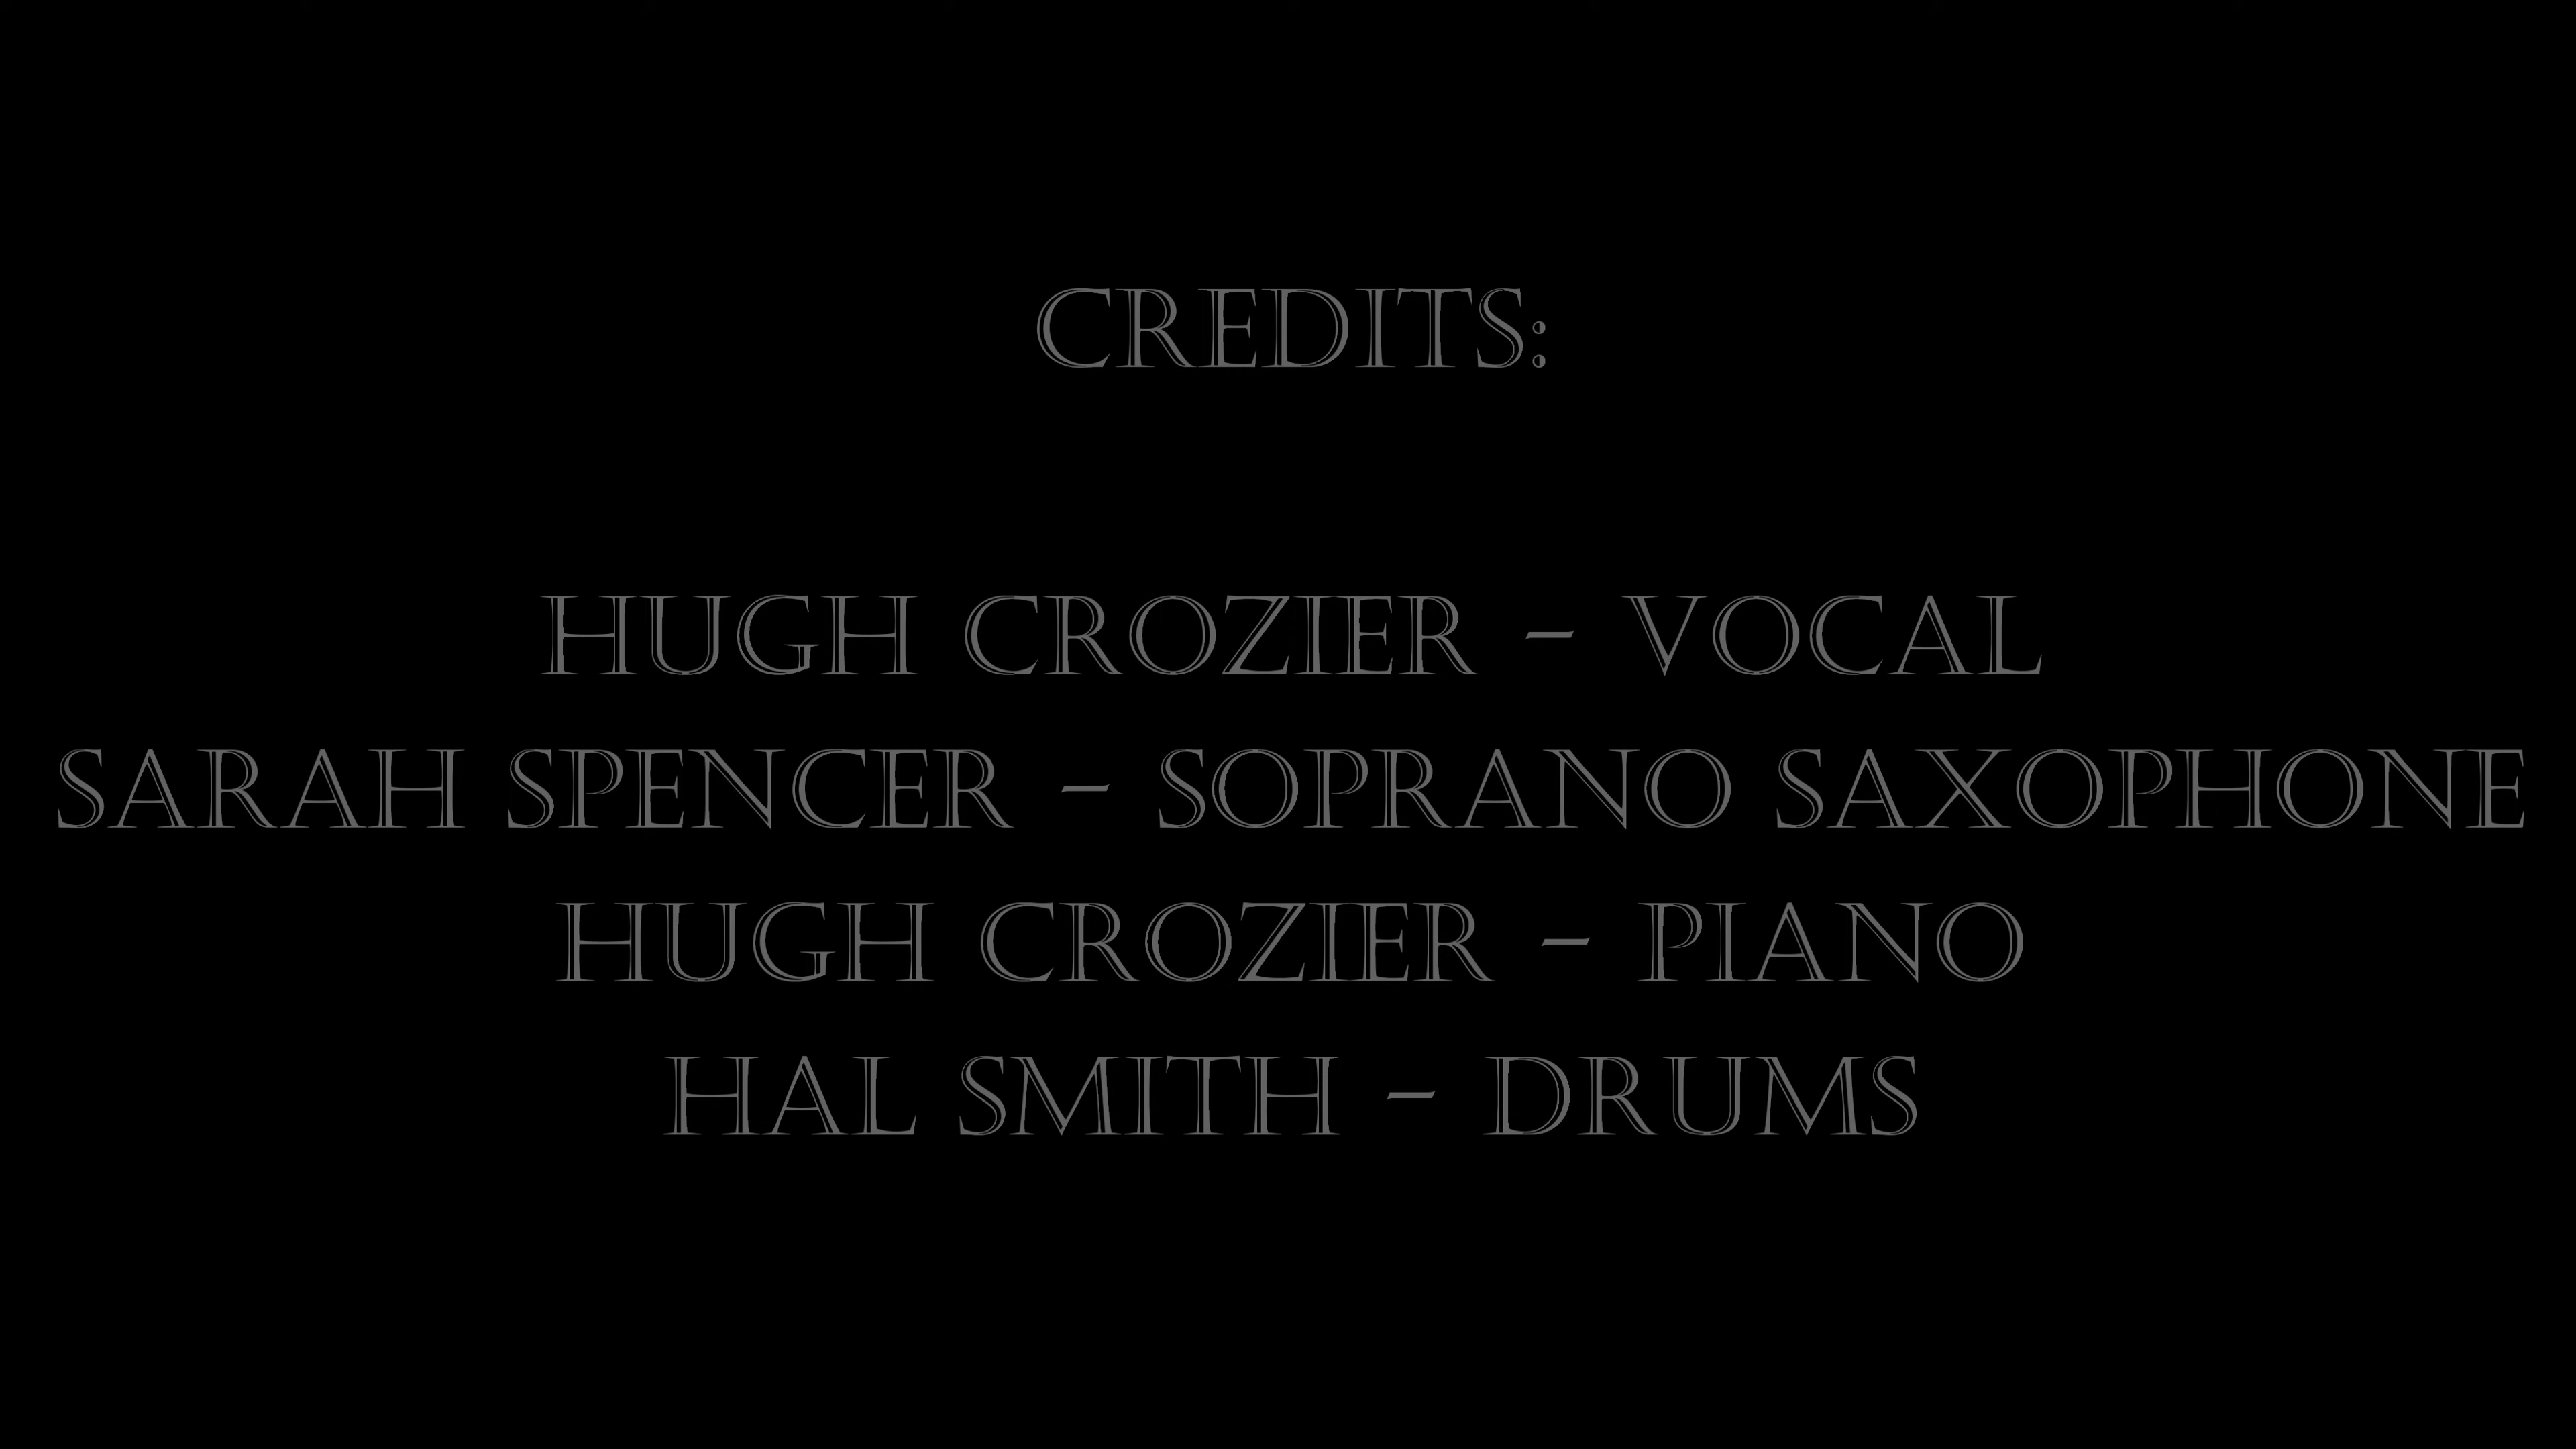 CREDITS:
HUGH CROZIER - VOCAL
SARAH SPENCER - SOPRANO SAXOPHONE
HUGH CROZIER - PIANO
HAL SMITH - DRUMS